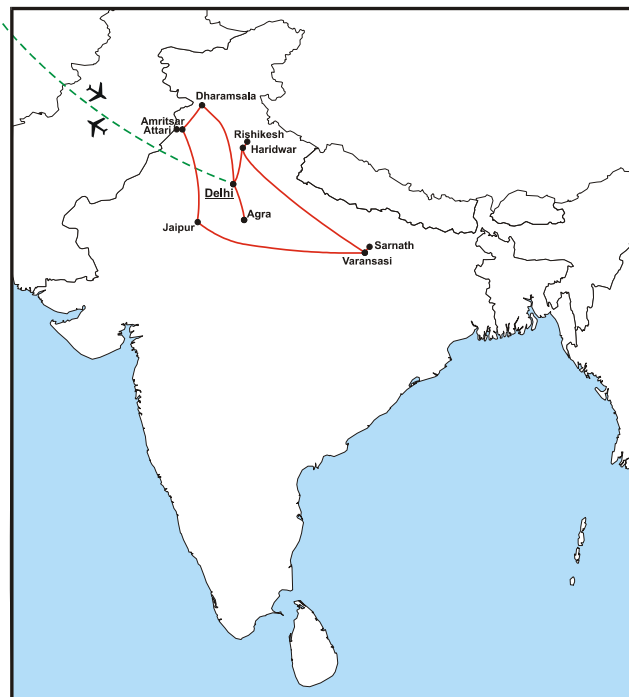 Dharamsala
Amritsar
Attari
Rishikesh
Haridwar
Delhi
Agra
Jaipur
Sarnath
Varansasi